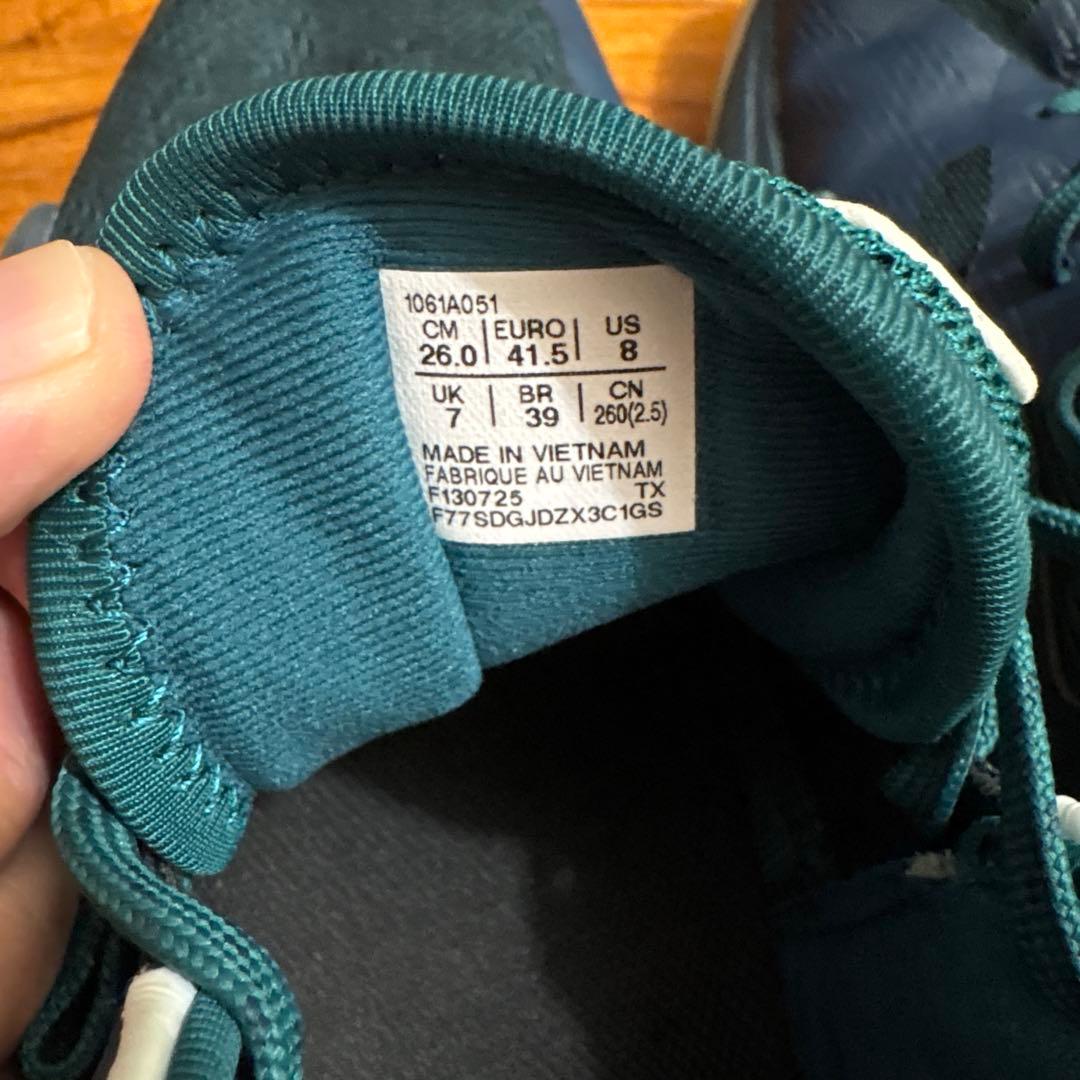 1061A051
CM | EURO | US
26.0 | 41.5 | 8
UK | BR | CN
7 | 39 | 260(2.5)
MADE IN VIETNAM
FABRIQUE AU VIETNAM
F130725 TX
F77SDGJDZX3C1GS